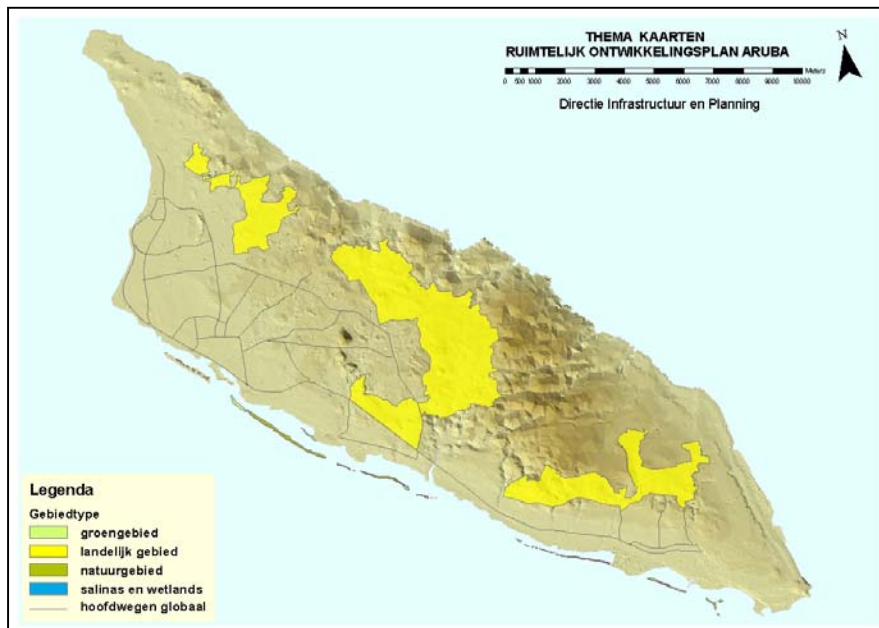 THEMA KAARTEN
RUIMTELIJK ONTWIKKELINGSPLAN ARUBA
N
Meters
0 500 1000 2000 3000 4000 5000 6000 7000 8000 9000 10000
Directie Infrastructuur en Planning
Legenda
Gebiedtype
groengebied
landelijk gebied
natuurgebied
salinas en wetlands
hoofdwegen globaal